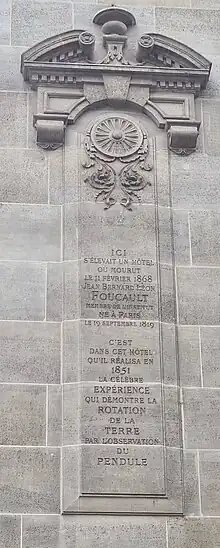 ICI
S'ÉLEVAIT UN HÔTEL
OÙ MOURUT
LE 11 FÉVRIER 1868
JEAN BERNARD LÉON
FOUCAULT
MEMBRE DE L'INSTITUT
NÉ À PARIS
LE 19 SEPTEMBRE 1819
C'EST
DANS CET HÔTEL
QU'IL RÉALISA EN
1851
LA CÉLÈBRE
EXPÉRIENCE
QUI DÉMONTRE LA
ROTATION
DE LA
TERRE
PAR L'OBSERVATION
DU
PENDULE